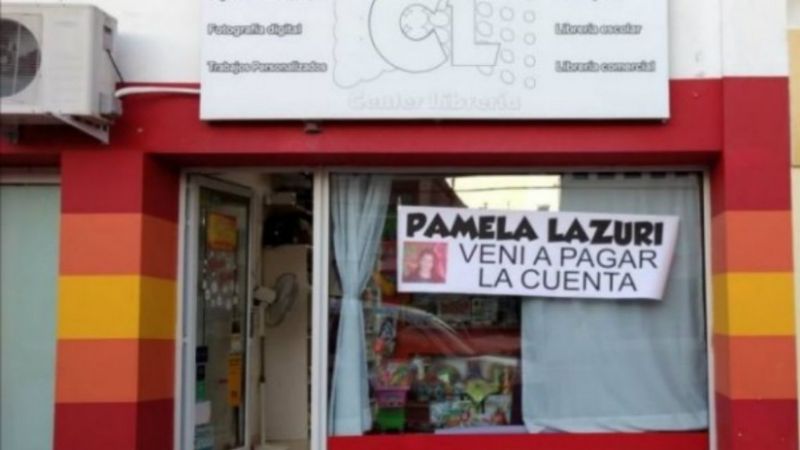 Fotografía digital
Trabajos Personalizados
CL
Center Librería
Librería escolar
Librería comercial
PAMELA LAZURI
VENI A PAGAR
LA CUENTA